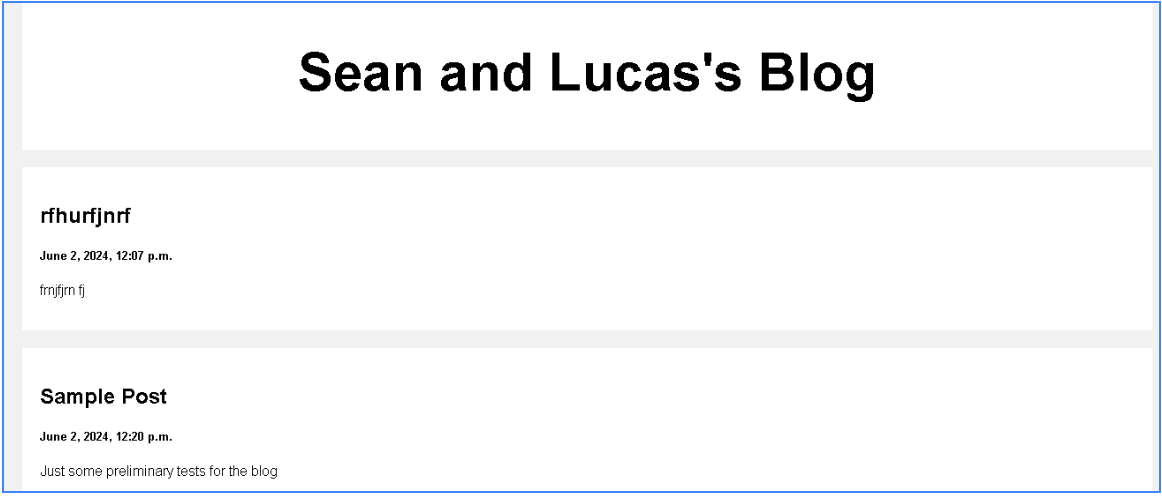 Sean and Lucas's Blog
rfhurfjnrf
June 2, 2024, 12:07 p.m.
frnjfjrn fj
Sample Post
June 2, 2024, 12:20 p.m.
Just some preliminary tests for the blog